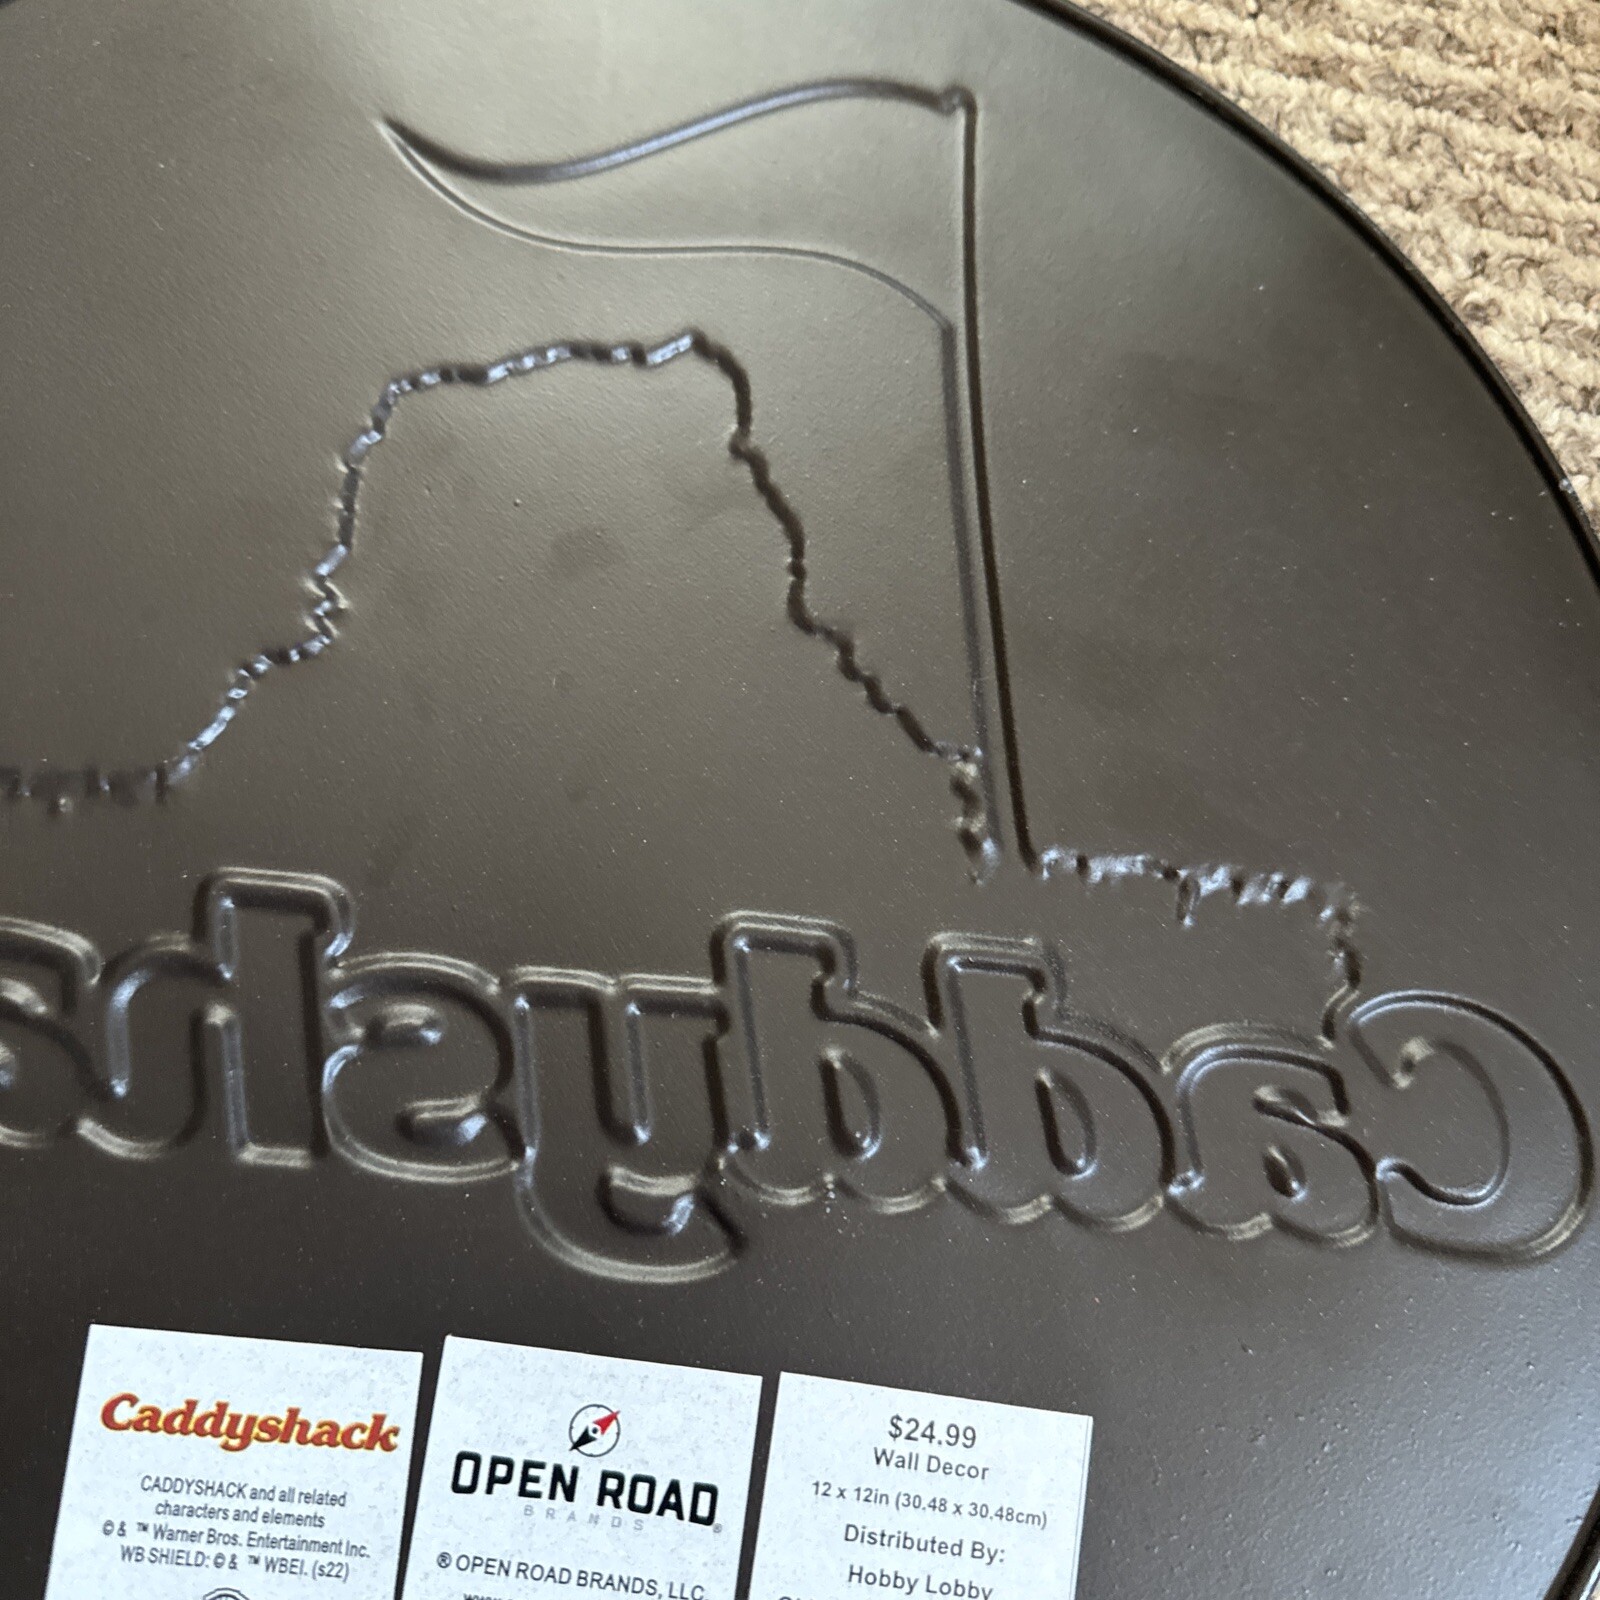 Caddysha
Caddyshack
CADDYSHACK and all related
characters and elements
© & ™ Warner Bros. Entertainment Inc.
WB SHIELD: © & ™ WBEI. (s22)
OPEN ROAD
BRANDS®
® OPEN ROAD BRANDS, LLC.
$24.99
Wall Decor
12 x 12in (30.48 x 30.48cm)
Distributed By:
Hobby Lobby